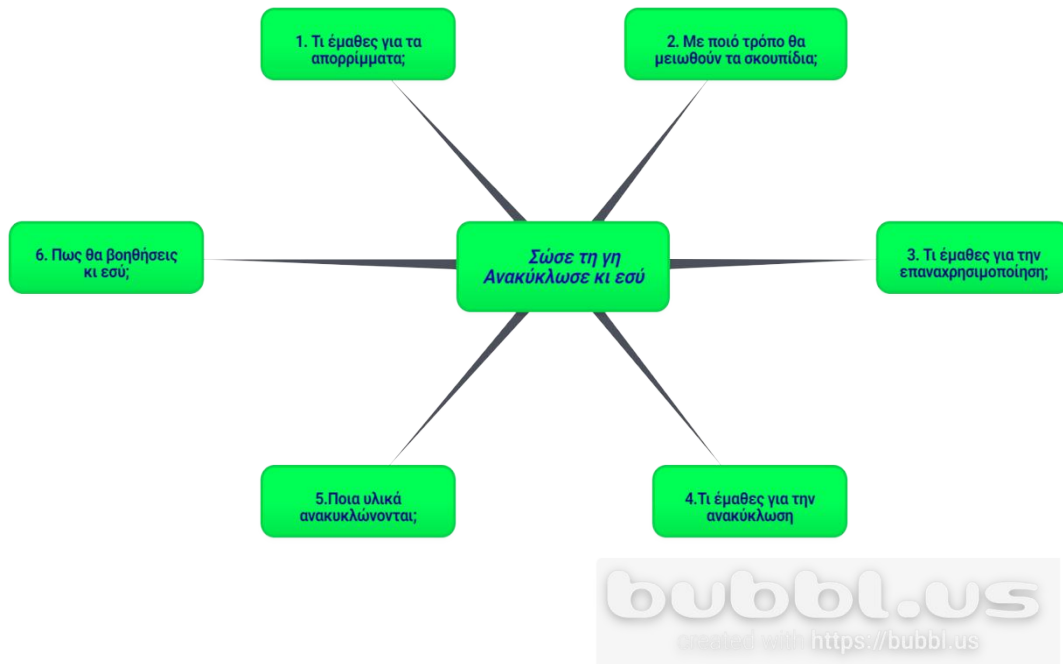 1. Τι έμαθες για τα
απορρίμματα;
2. Με ποιό τρόπο θα
μειωθούν τα σκουπίδια;
6. Πως θα βοηθήσεις
κι εσύ;
Σώσε τη γη
Ανακύκλωσε κι εσύ
3. Τι έμαθες για την
επαναχρησιμοποίηση;
5.Ποια υλικά
ανακυκλώνονται;
4.Τι έμαθες για την
ανακύκλωση
bubbl.us
created with https://bubbl.us